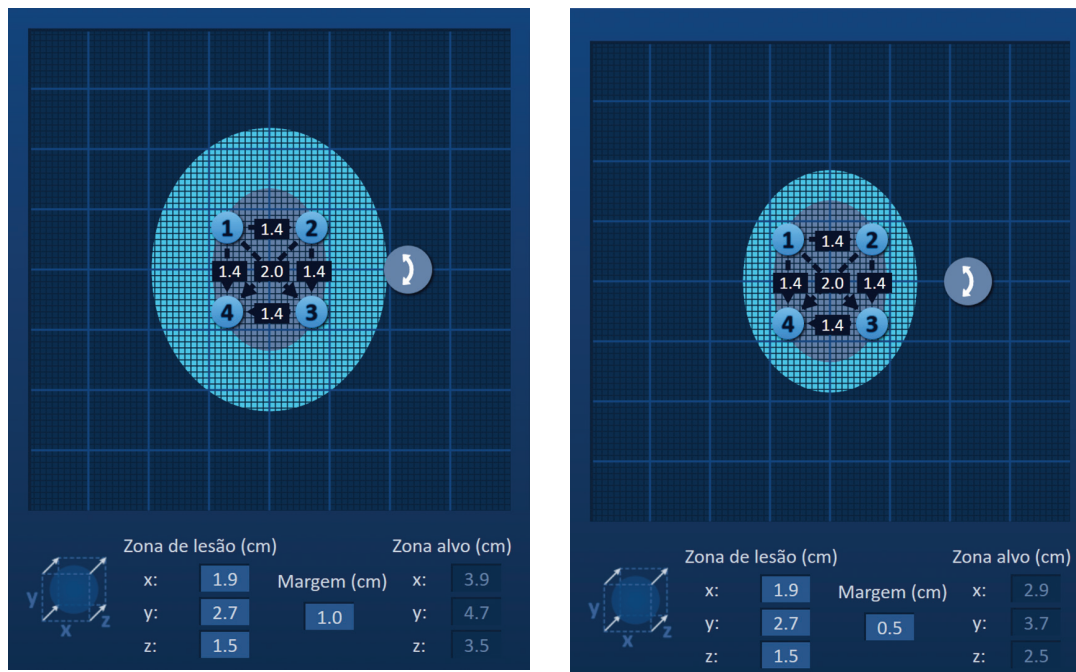 1 1.4 2
1.4 2.0 1.4
4 1.4 3
Zona de lesão (cm) Zona alvo (cm)
x: 1.9 Margem (cm) x: 3.9
y: 2.7 1.0 y: 4.7
z: 1.5 z: 3.5
y x z
1 1.4 2
1.4 2.0 1.4
4 1.4 3
Zona de lesão (cm) Zona alvo (cm)
x: 1.9 Margem (cm) x: 2.9
y: 2.7 0.5 y: 3.7
z: 1.5 z: 2.5
y x z